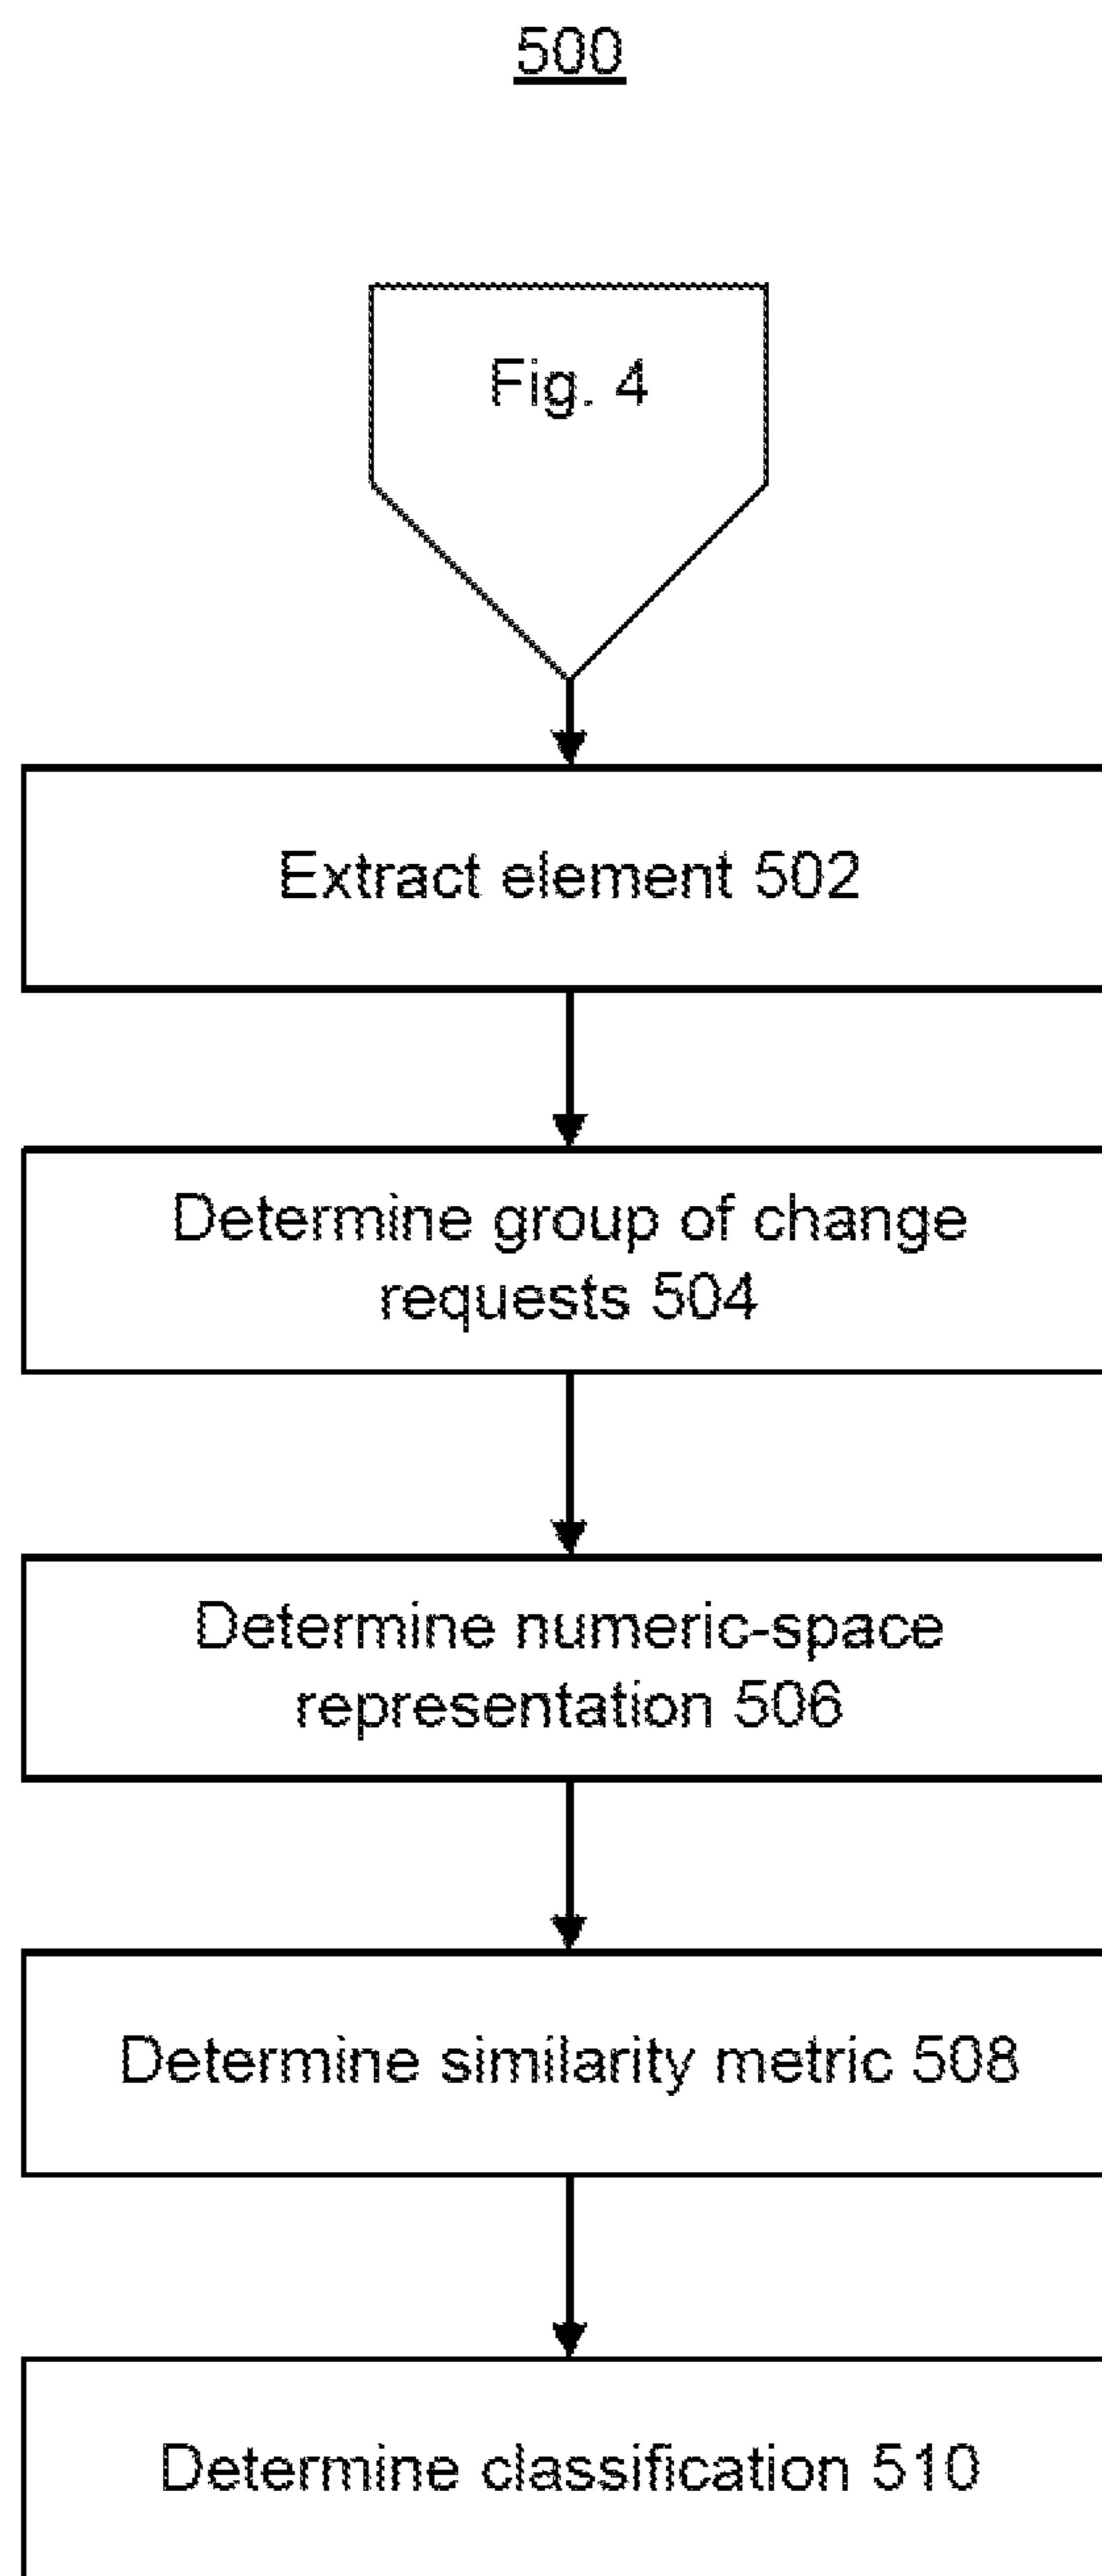 500
Fig. 4
Extract element 502
Determine group of change
requests 504
Determine numeric-space
representation 506
Determine similarity metric 508
Determine classification 510